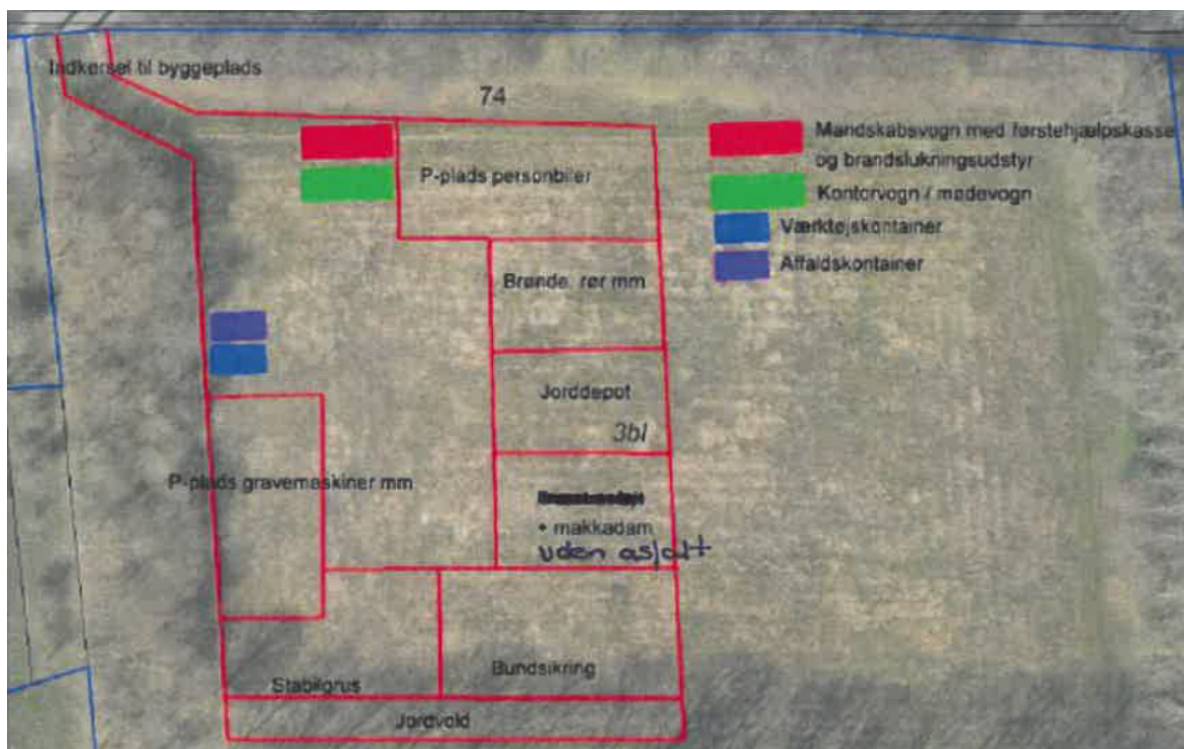 Indkørsel til byggeplads
74
P-plads personbiler
Mandskabsvogn med førstehjælpskasse
og brandslukningsudstyr
Kontorvogn / mødevogn
Værktøjskontainer
Affaldskontainer
Brønde, rør mm
Jorddepot
3bl
P-plads gravemaskiner mm
• makkadam
uden asfalt
Stabilgrus
Bundsikring
Jordvold